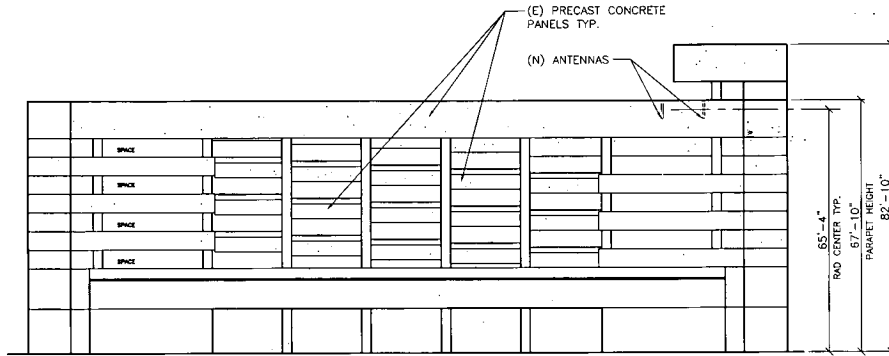 (E) PRECAST CONCRETE
PANELS TYP.
(N) ANTENNAS
SPACE
SPACE
SPACE
SPACE
65'-4"
RAD CENTER TYP.
67'-10"
PARAPET HEIGHT
82'-10"